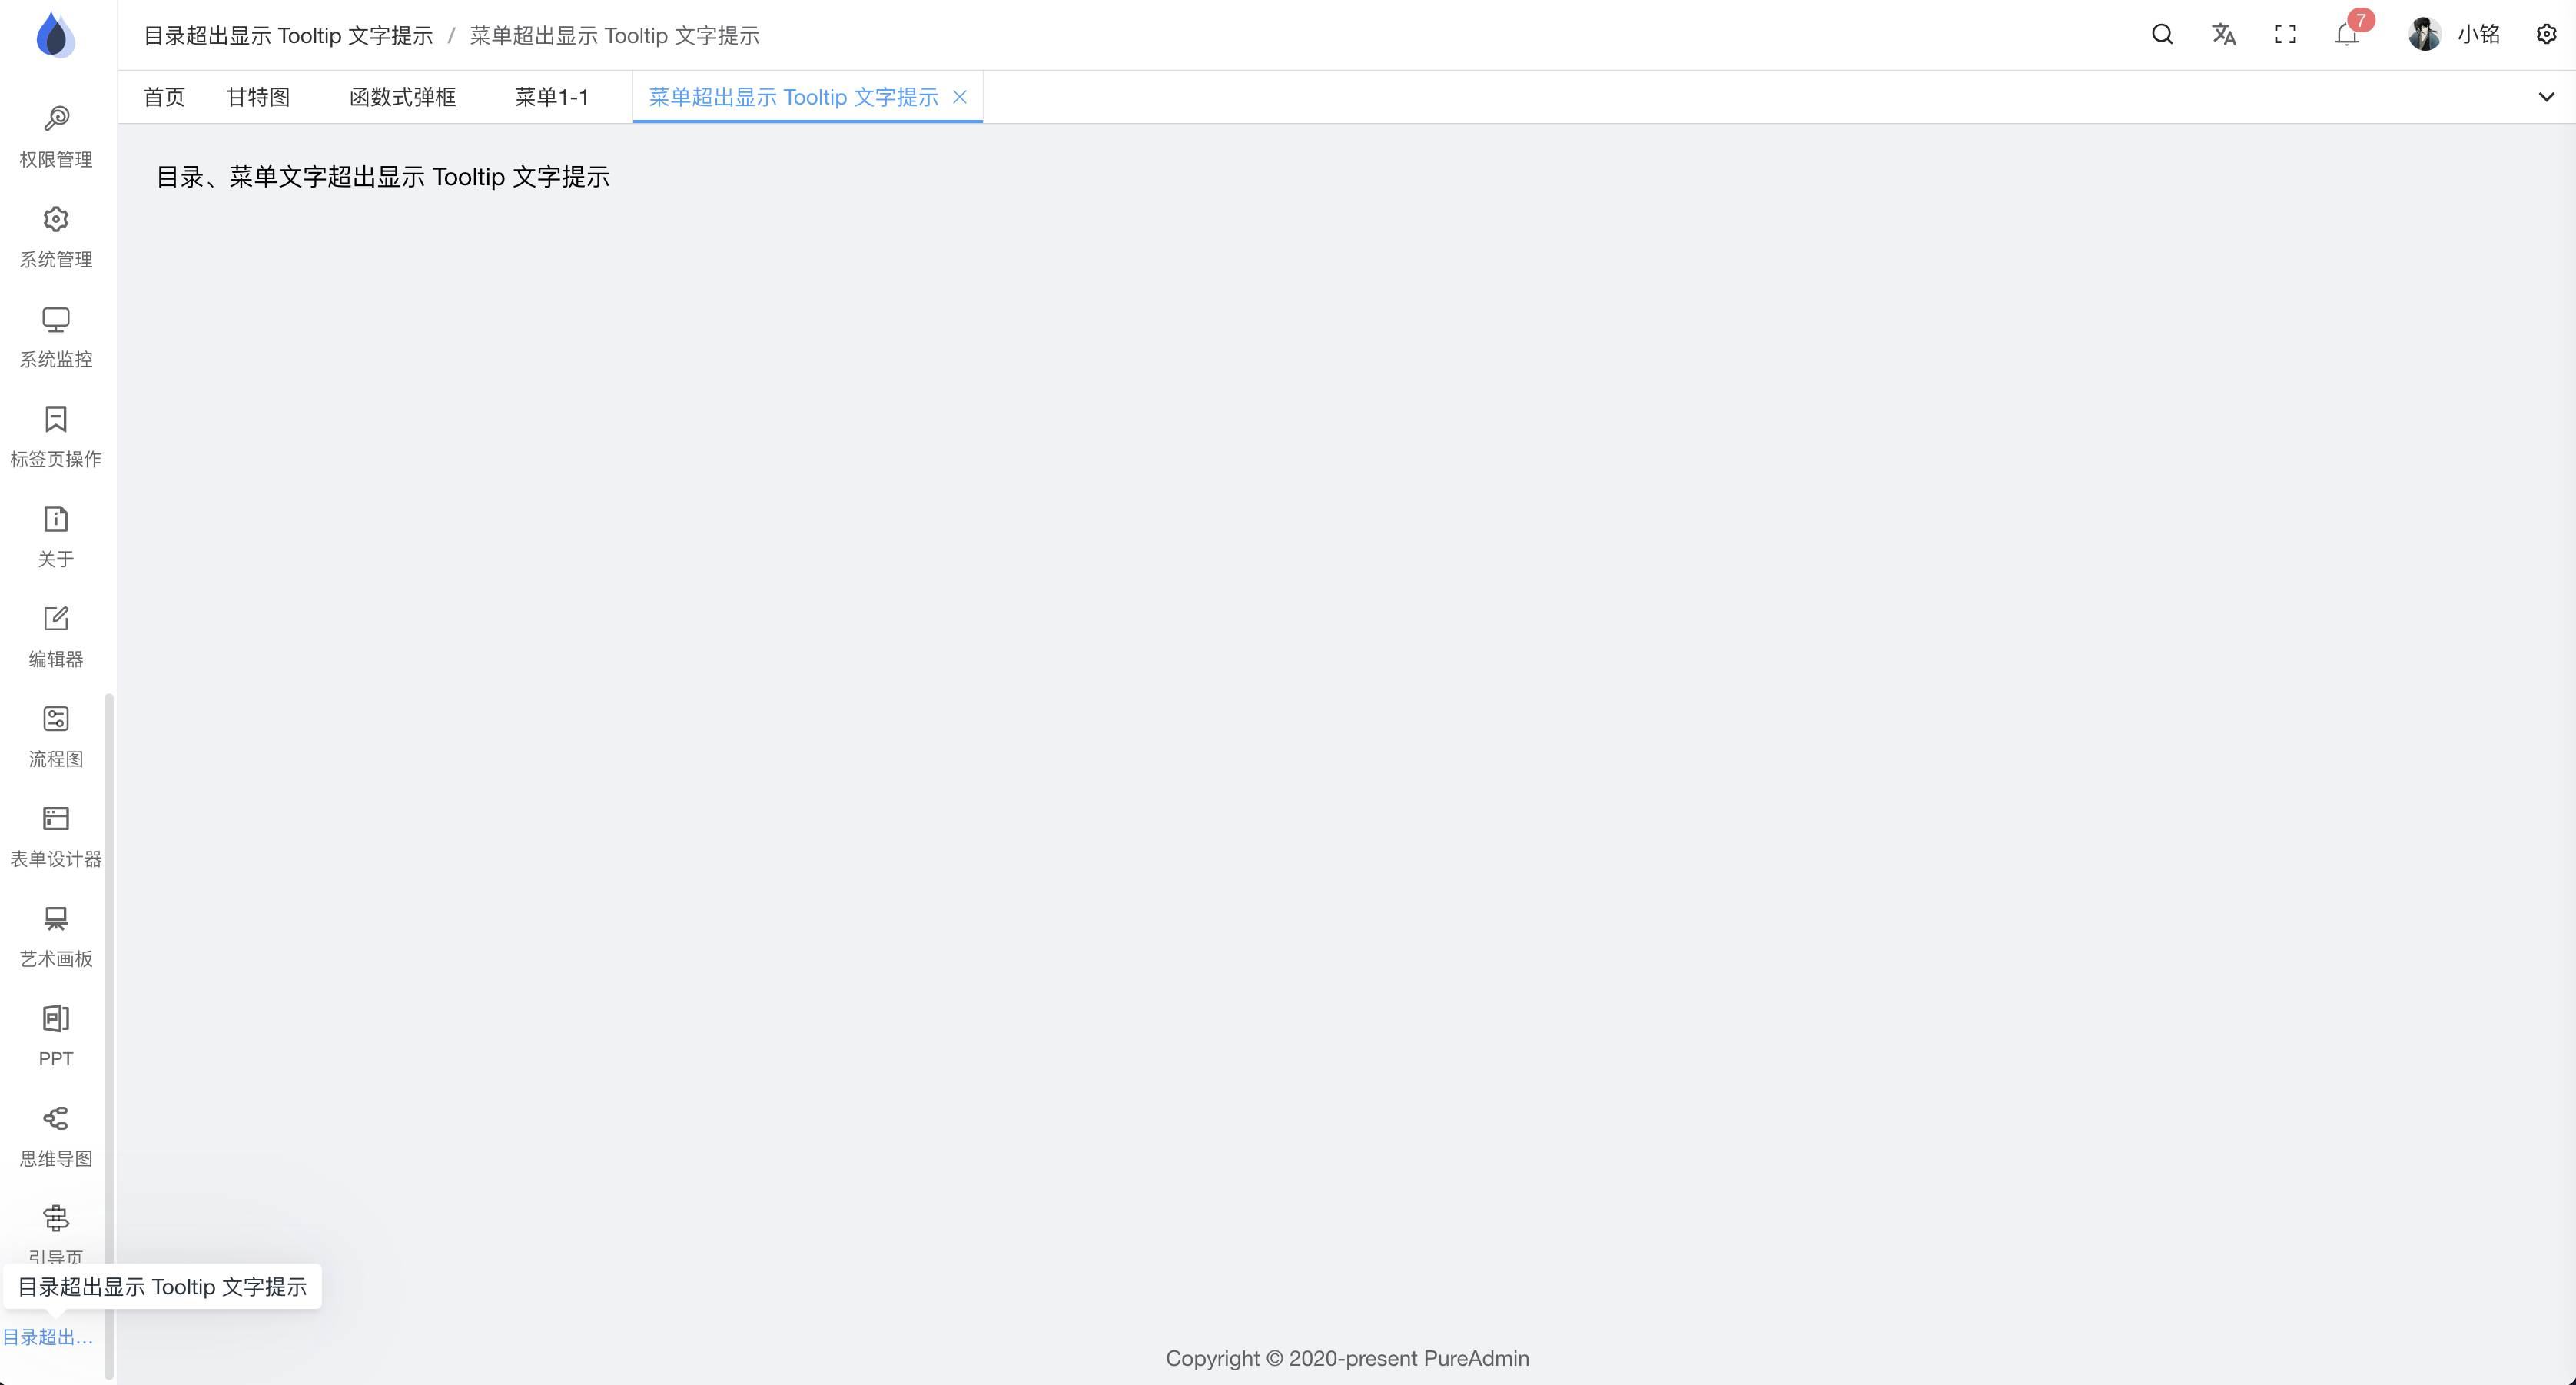 目录超出显示 Tooltip 文字提示 / 菜单超出显示 Tooltip 文字提示
7
小铭
首页
甘特图
函数式弹框
菜单1-1
菜单超出显示 Tooltip 文字提示
目录、菜单文字超出显示 Tooltip 文字提示
权限管理
系统管理
系统监控
标签页操作
关于
编辑器
流程图
表单设计器
艺术画板
PPT
思维导图
引导页
目录超出显示 Tooltip 文字提示
目录超出...
Copyright © 2020-present PureAdmin